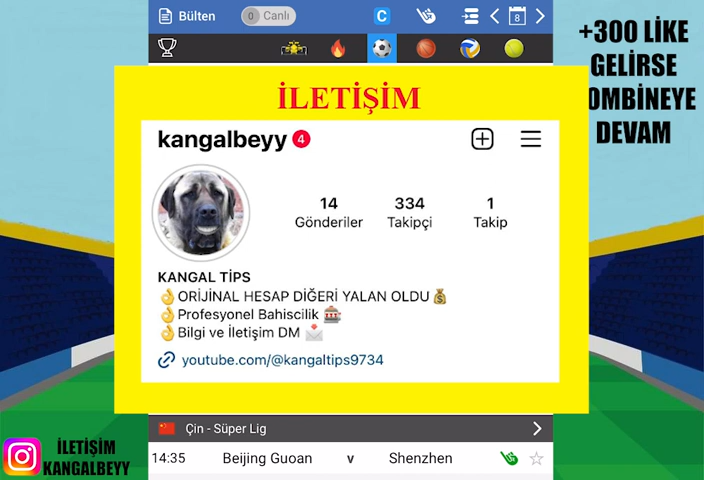 Bülten
0 Canlı
C
8
+300 LİKE
GELİRSE
OMBİNEYE
DEVAM
İLETİŞİM
kangalbeyy 4
14 334 1
Gönderiler Takipçi Takip
KANGAL TİPS
👌ORİJİNAL HESAP DİĞERİ YALAN OLDU💰
👌Profesyonel Bahiscilik 🎰
👌Bilgi ve İletişim DM 📩
youtube.com/@kangaltips9734
Çin - Süper Lig
14:35 Beijing Guoan v Shenzhen
İLETİŞİM
KANGALBEYY